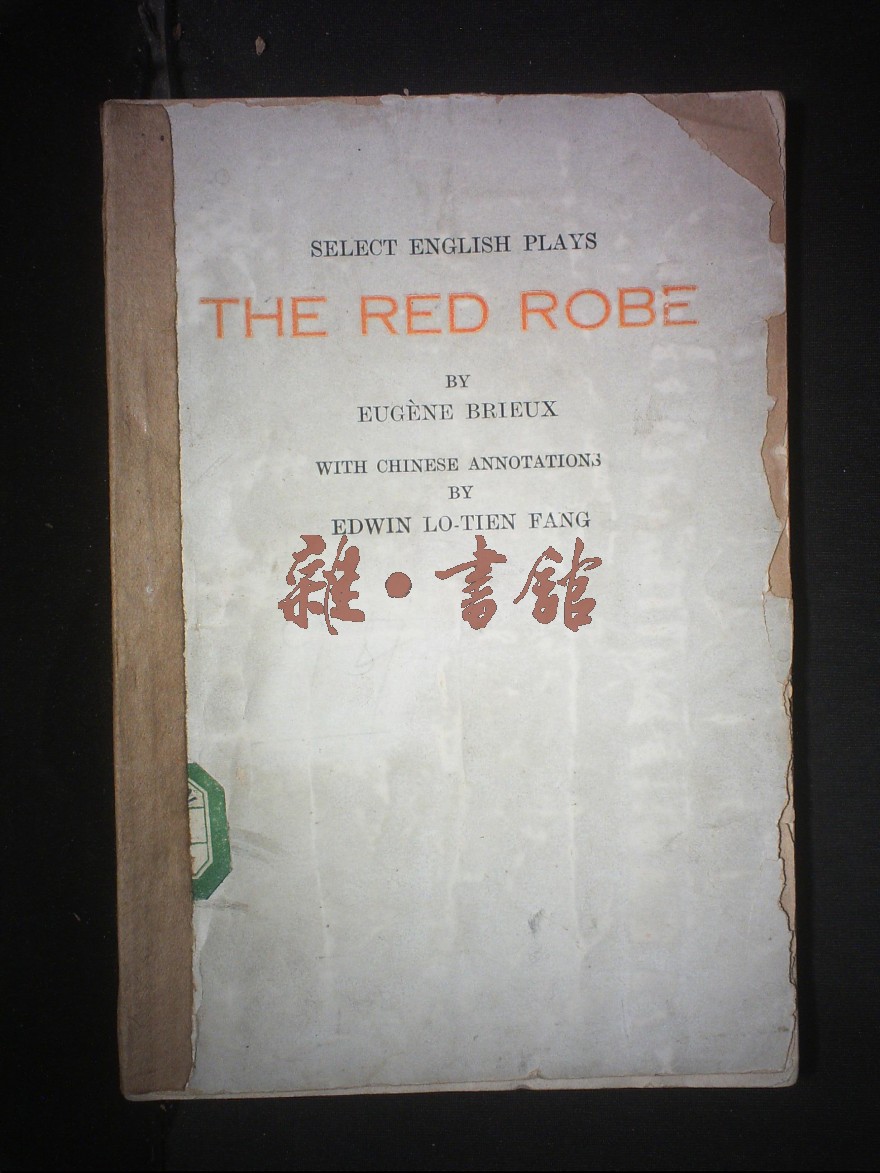 SELECT ENGLISH PLAYS
THE RED ROBE
BY
EUGÈNE BRIEUX
WITH CHINESE ANNOTATIONS
BY
EDWIN LO-TIEN FANG
雜·書館